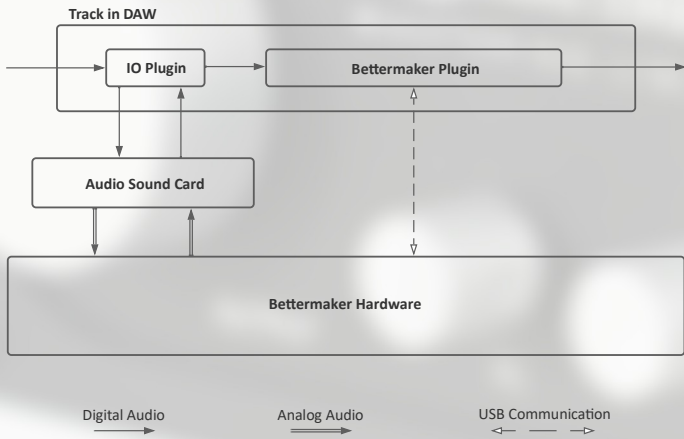 Track in DAW
IO Plugin
Bettermaker Plugin
Audio Sound Card
Bettermaker Hardware
Digital Audio
Analog Audio
USB Communication